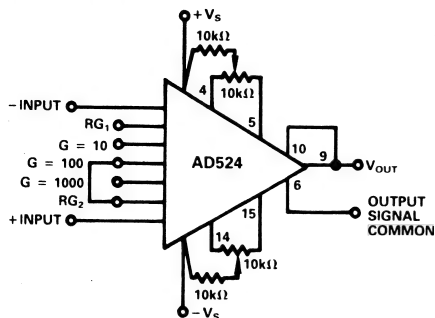 + Vs
10kΩ
10kΩ
4
5
– INPUT
RG1
G = 10
G = 100
G = 1000
RG2
+ INPUT
AD524
10
9
VOUT
6
OUTPUT
SIGNAL
COMMON
15
14
10kΩ
10kΩ
– Vs